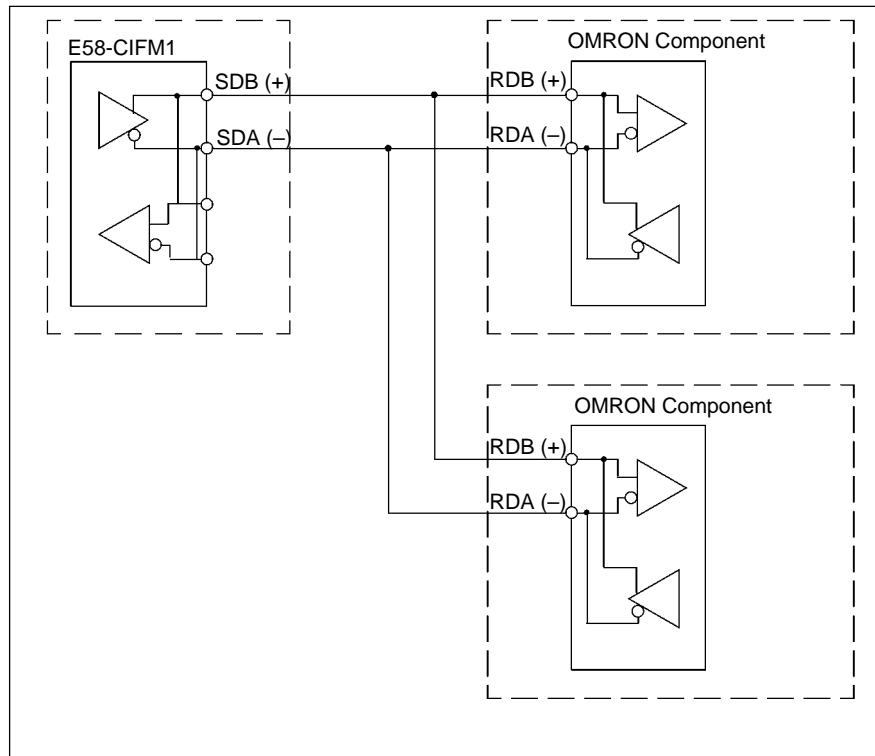 E58-CIFM1
OMRON Component
SDB (+)
RDB (+)
SDA (–)
RDA (–)
OMRON Component
RDB (+)
RDA (–)